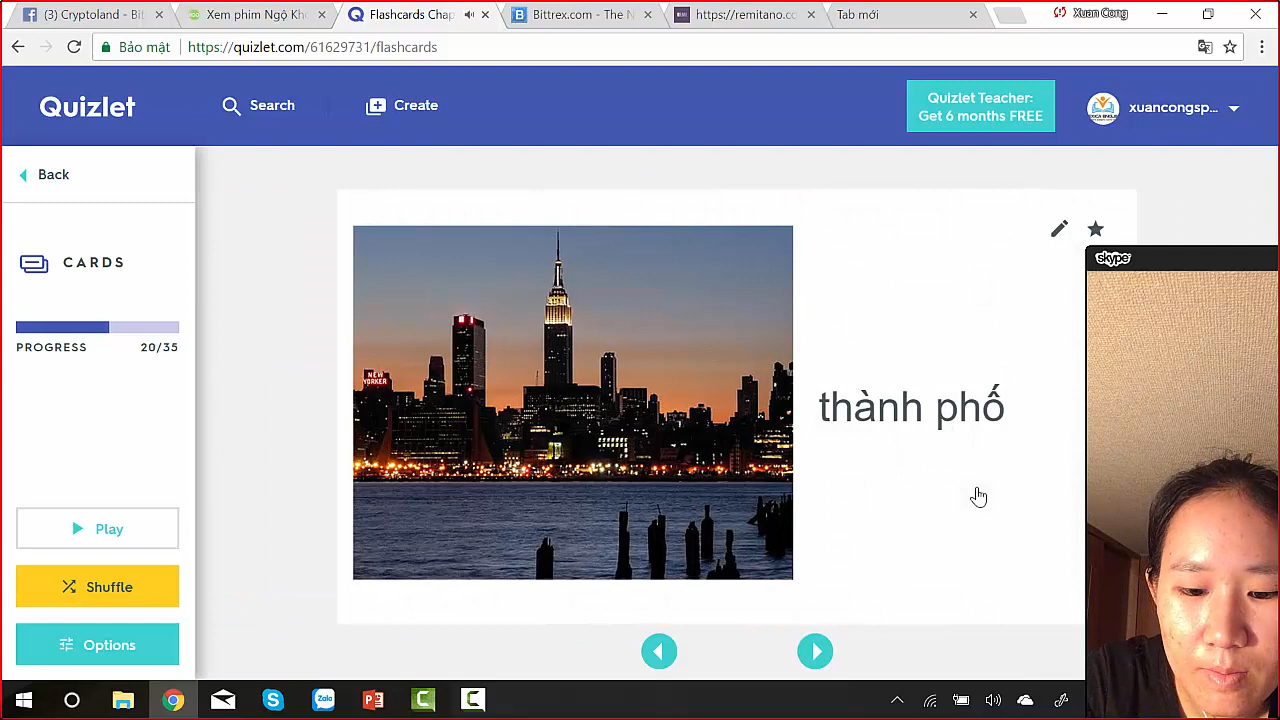 (3) Cryptoland - Bit
Xem phim Ngộ Kh
Flashcards Chap
Bittrex.com - The N
https://remitano.c
Tab mới
Xuan Cong
Bảo mật
https://quizlet.com/61629731/flashcards
Quizlet
Search
Create
Quizlet Teacher:
Get 6 months FREE
xuancongsp...
Back
CARDS
PROGRESS 20/35
NEW
YORKER
thành phố
skype
Play
Shuffle
Options
Zalo